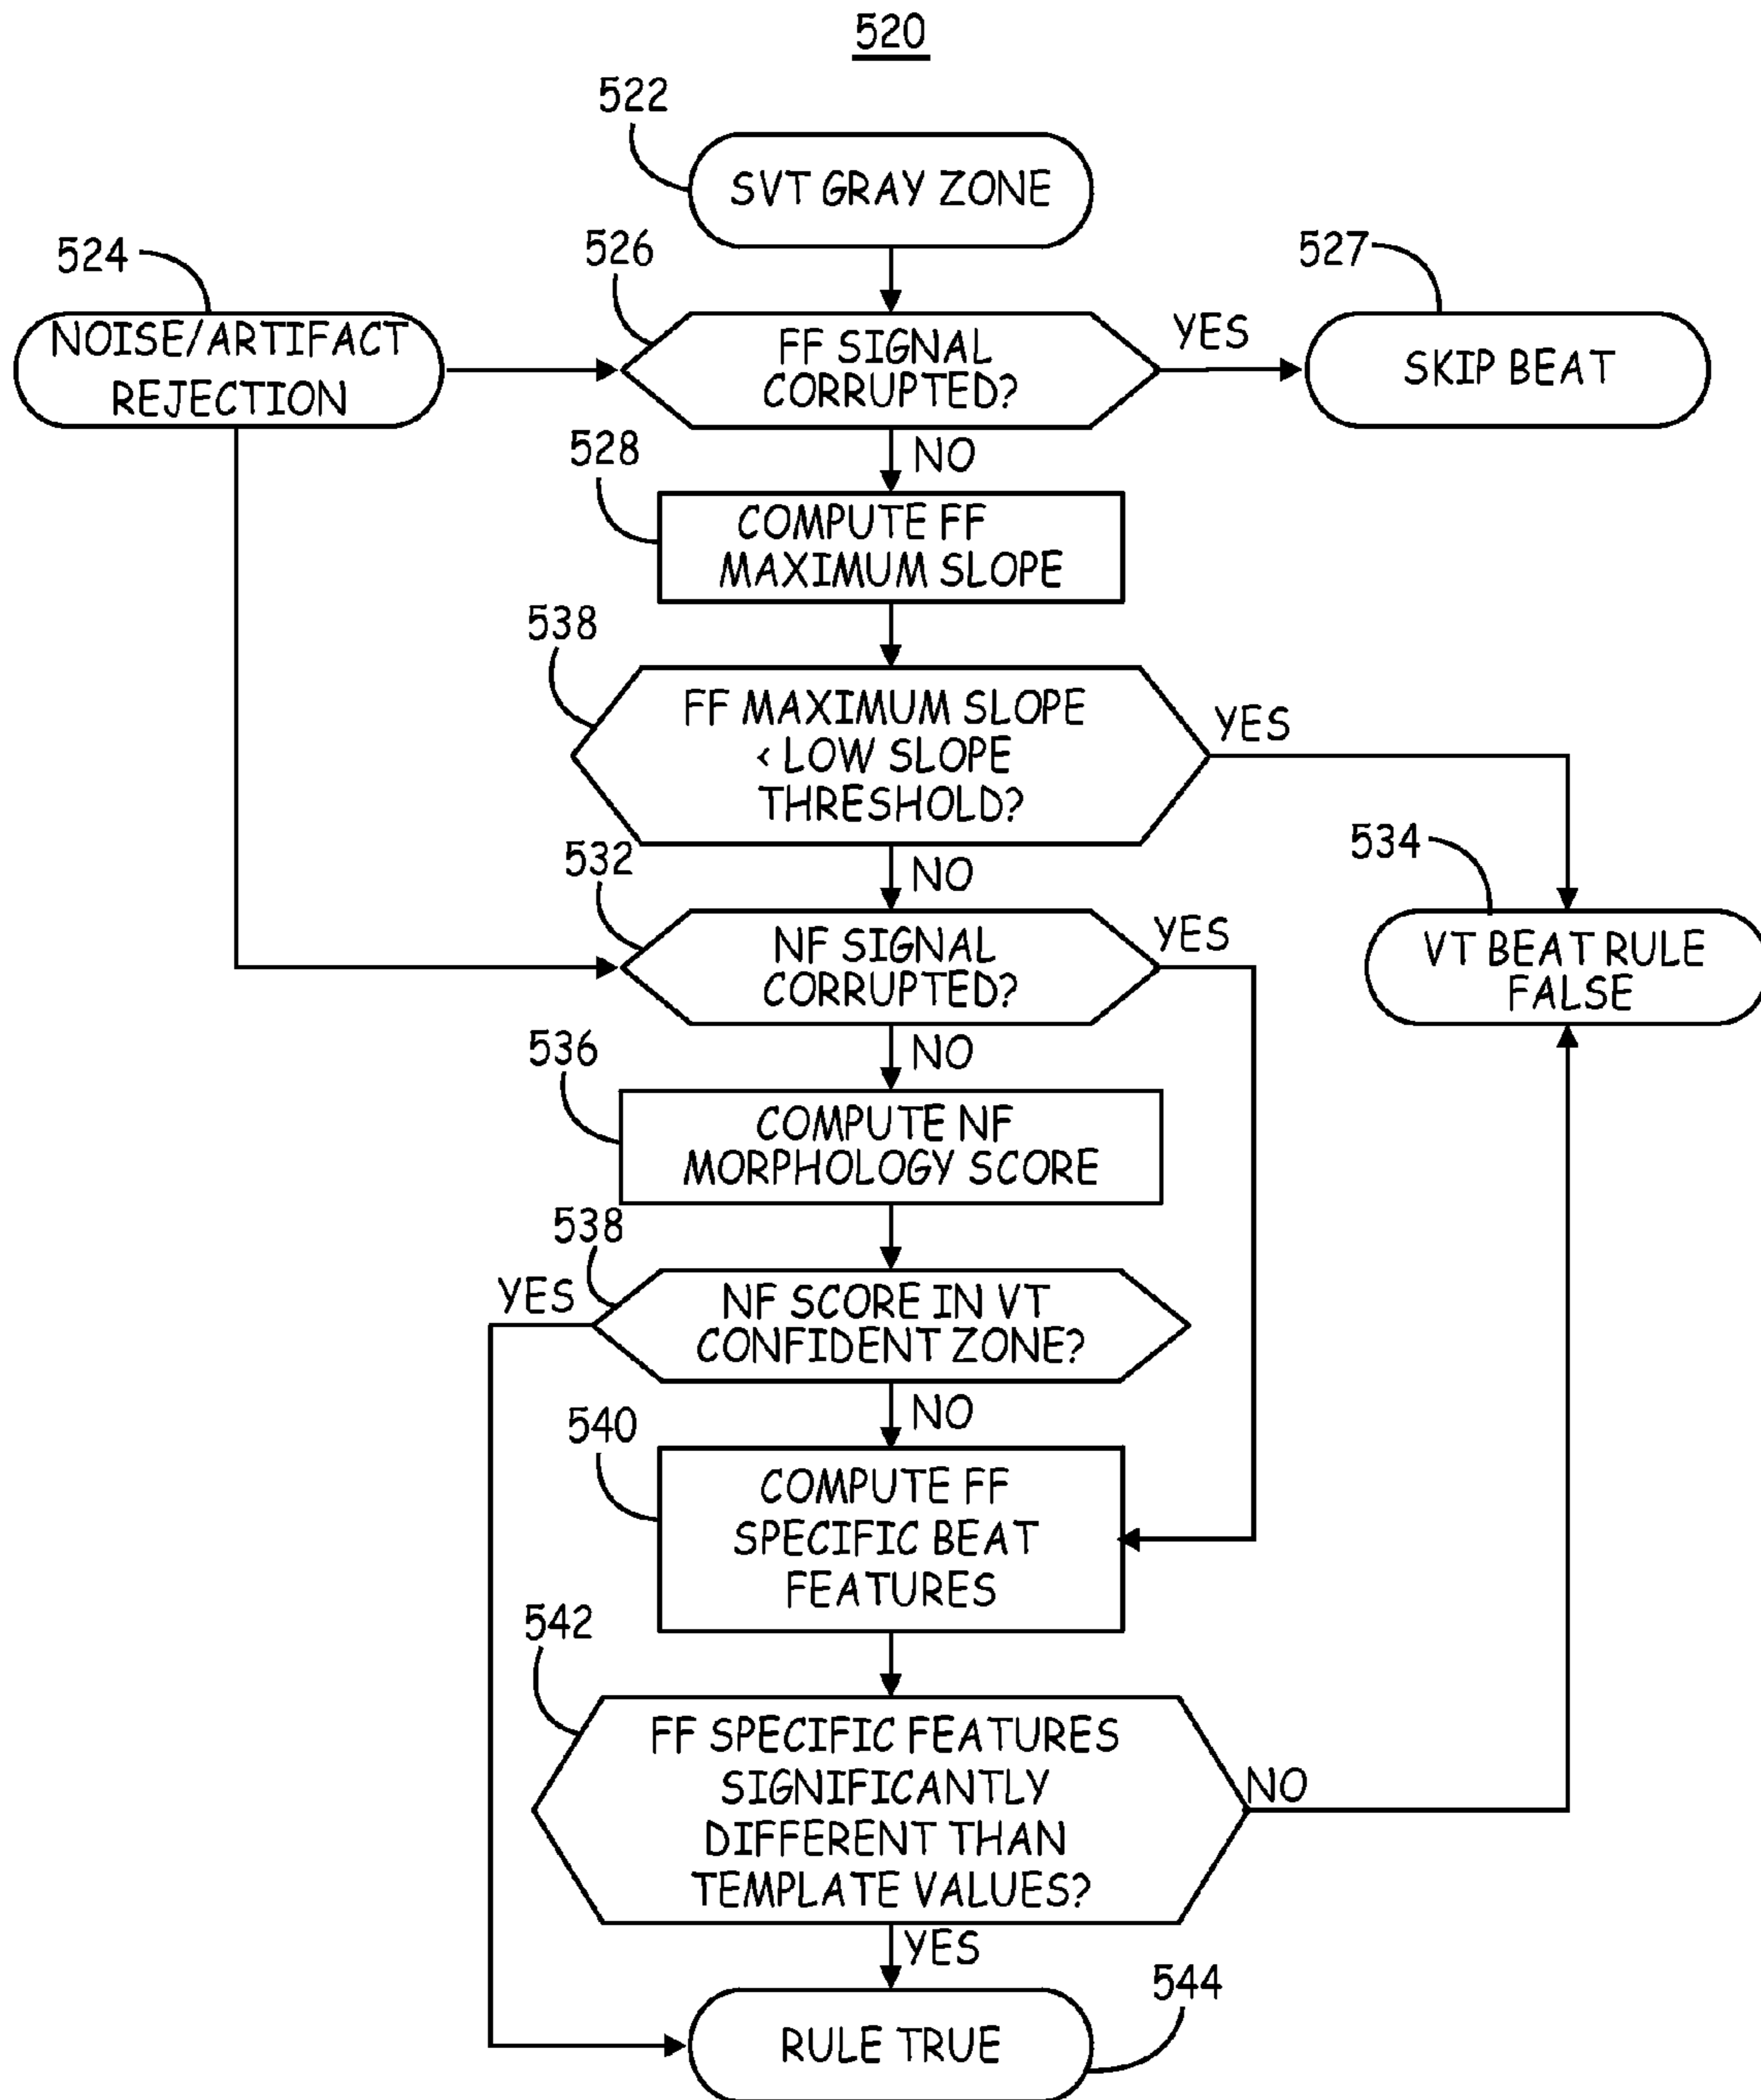 520
522
SVT GRAY ZONE
524
NOISE/ARTIFACT
REJECTION
526
FF SIGNAL
CORRUPTED?
YES
527
SKIP BEAT
NO
528
COMPUTE FF
MAXIMUM SLOPE
538
FF MAXIMUM SLOPE
< LOW SLOPE
THRESHOLD?
YES
NO
532
NF SIGNAL
CORRUPTED?
YES
534
VT BEAT RULE
FALSE
NO
536
COMPUTE NF
MORPHOLOGY SCORE
538
YES
NF SCORE IN VT
CONFIDENT ZONE?
NO
540
COMPUTE FF
SPECIFIC BEAT
FEATURES
542
FF SPECIFIC FEATURES
SIGNIFICANTLY
DIFFERENT THAN
TEMPLATE VALUES?
NO
YES
544
RULE TRUE